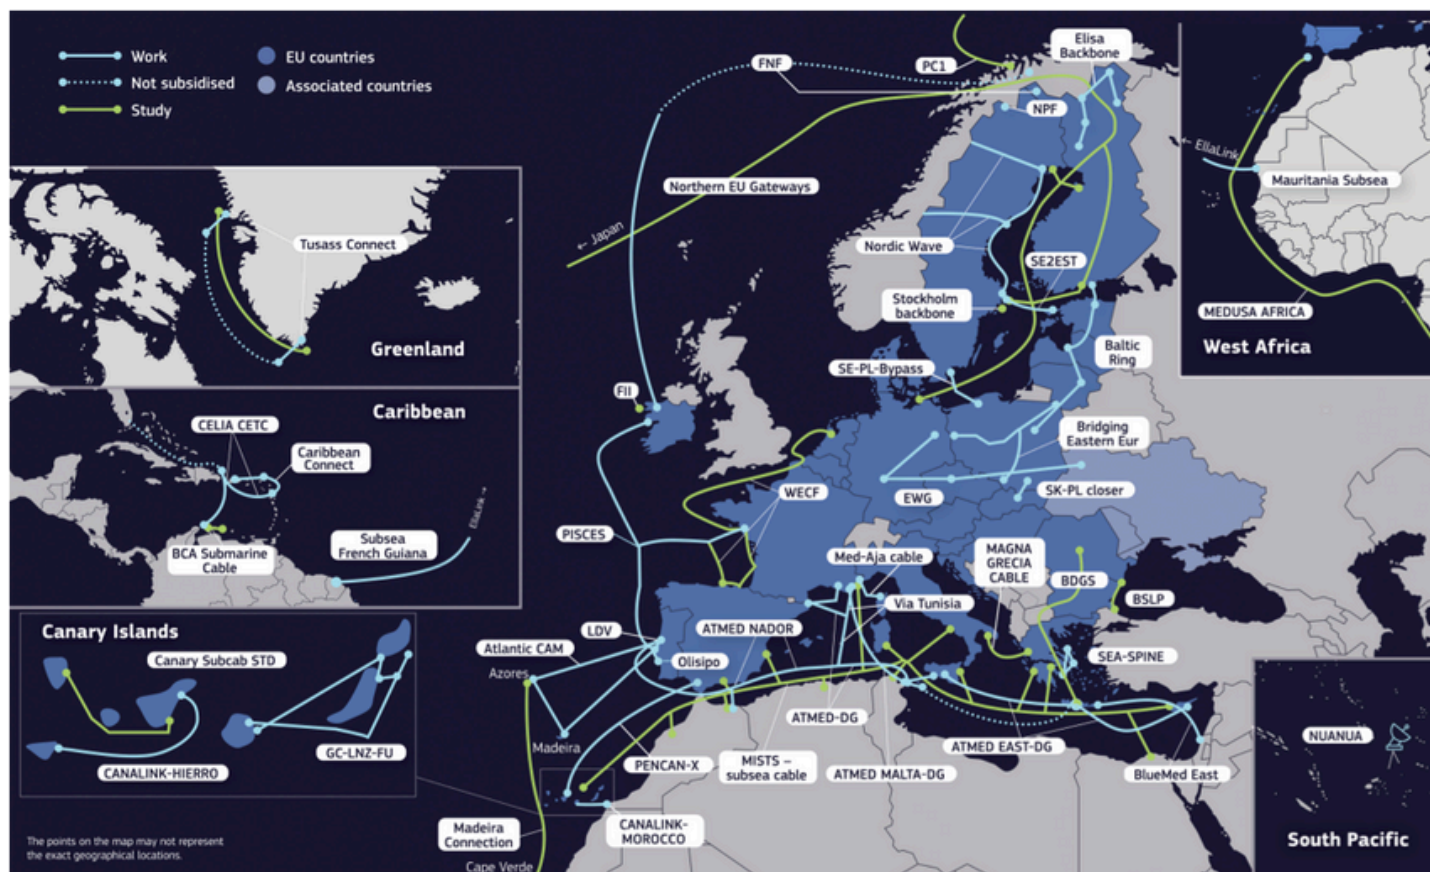 Work
Not subsidised
Study
EU countries
Associated countries
FNF
PC1
Elisa
Backbone
NPF
Northern EU Gateways
← Japan
Nordic Wave
SE2EST
Stockholm
backbone
Baltic
Ring
SE-PL-Bypass
← EllaLink
Mauritania Subsea
MEDUSA AFRICA
West Africa
Tusass Connect
Greenland
Caribbean
CELIA CETC
Caribbean
Connect
BCA Submarine
Cable
Subsea
French Guiana
EllaLink →
FII
Bridging
Eastern Eur
WECF
EWG
SK-PL closer
PISCES
Med-Aja cable
MAGNA
GRECIA
CABLE
BDGS
BSLP
Via Tunisia
LDV
ATMED NADOR
Atlantic CAM
Olisipo
SEA-SPINE
Azores
Madeira
ATMED-DG
PENCAN-X
MISTS –
subsea cable
ATMED MALTA-DG
ATMED EAST-DG
BlueMed East
Madeira
Connection
CANALINK-
MOROCCO
Cape Verde
Canary Islands
Canary Subcab STD
CANALINK-HIERRO
GC-LNZ-FU
The points on the map may not represent
the exact geographical locations.
NUANUA
South Pacific